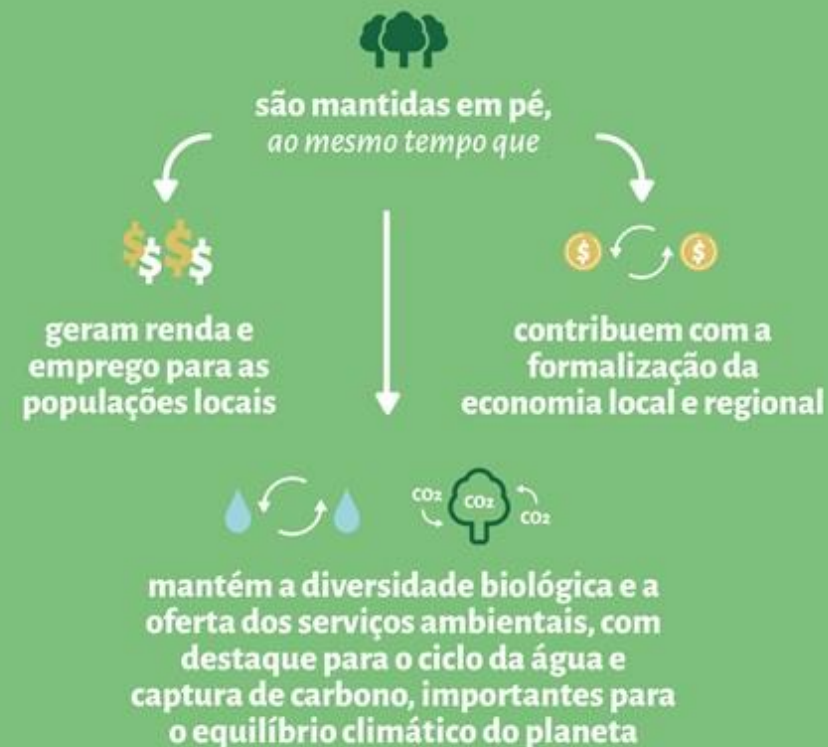 são mantidas em pé,
ao mesmo tempo que
$ $ $ $
geram renda e
emprego para as
populações locais
$ $
contribuem com a
formalização da
economia local e regional
CO2 CO2 CO2
mantém a diversidade biológica e a
oferta dos serviços ambientais, com
destaque para o ciclo da água e
captura de carbono, importantes para
o equilíbrio climático do planeta